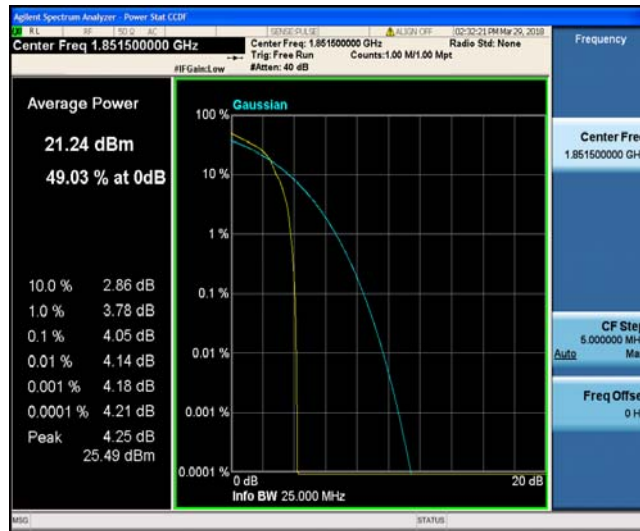 Agilent Spectrum Analyzer - Power Stat CCDF
RL RF 50 Ω AC SENSE:PULSE ALIGN OFF 02:32:21 PM Mar 29, 2018
Center Freq 1.851500000 GHz
Center Freq: 1.851500000 GHz Radio Std: None
Trig: Free Run Counts:1.00 M/1.00 Mpt
#IFGain:Low #Atten: 40 dB
Frequency
Average Power
21.24 dBm
49.03 % at 0dB
10.0 % 2.86 dB
1.0 % 3.78 dB
0.1 % 4.05 dB
0.01 % 4.14 dB
0.001 % 4.18 dB
0.0001 % 4.21 dB
Peak 4.25 dB
25.49 dBm
Gaussian
100 %
10 %
1 %
0.1 %
0.01 %
0.001 %
0.0001 %
0 dB 20 dB
Info BW 25.000 MHz
Center Fre
1.851500000 GH
CF Step
5.000000 MH
Auto Ma
Freq Offse
0 H
MSG STATUS